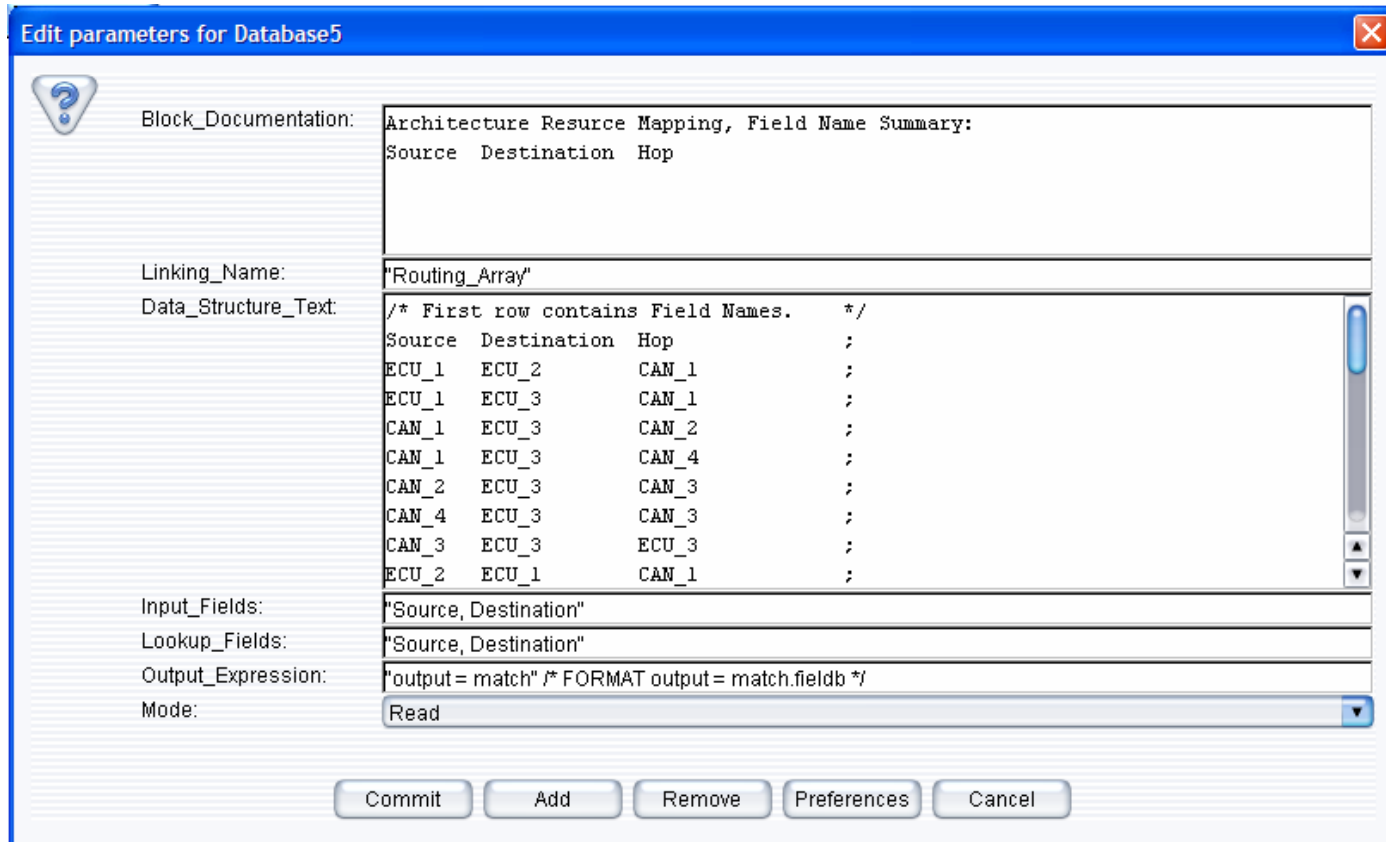 Edit parameters for Database5
Block_Documentation:
Architecture Resurce Mapping, Field Name Summary:
Source Destination Hop
Linking_Name:
"Routing_Array"
Data_Structure_Text:
/* First row contains Field Names. */
Source Destination Hop ;
ECU_1 ECU_2 CAN_1 ;
ECU_1 ECU_3 CAN_1 ;
CAN_1 ECU_3 CAN_2 ;
CAN_1 ECU_3 CAN_4 ;
CAN_2 ECU_3 CAN_3 ;
CAN_4 ECU_3 CAN_3 ;
CAN_3 ECU_3 ECU_3 ;
ECU_2 ECU_1 CAN_1 ;
Input_Fields:
"Source, Destination"
Lookup_Fields:
"Source, Destination"
Output_Expression:
"output = match" /* FORMAT output = match.fieldb */
Mode:
Read
Commit Add Remove Preferences Cancel